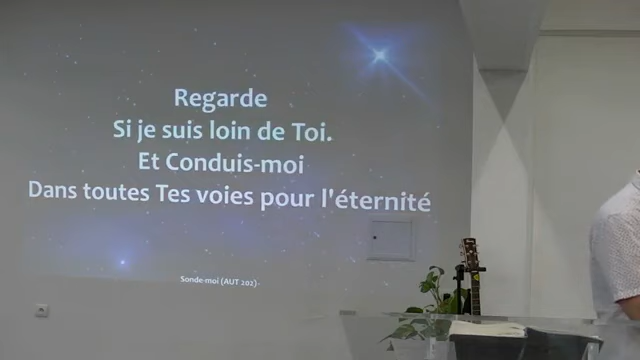 Regarde
Si je suis loin de Toi.
Et Conduis-moi
Dans toutes Tes voies pour l'éternité
Sonde-moi (AUT 202)-